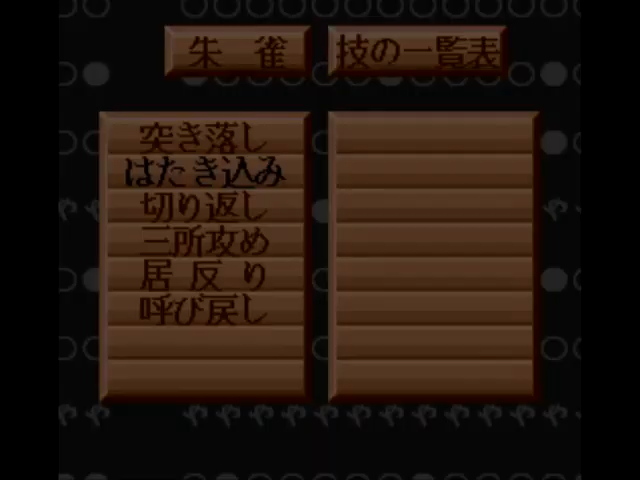 朱 雀
技の一覧表
突き落し
はたき込み
切り返し
三所攻め
居反り
呼び戻し